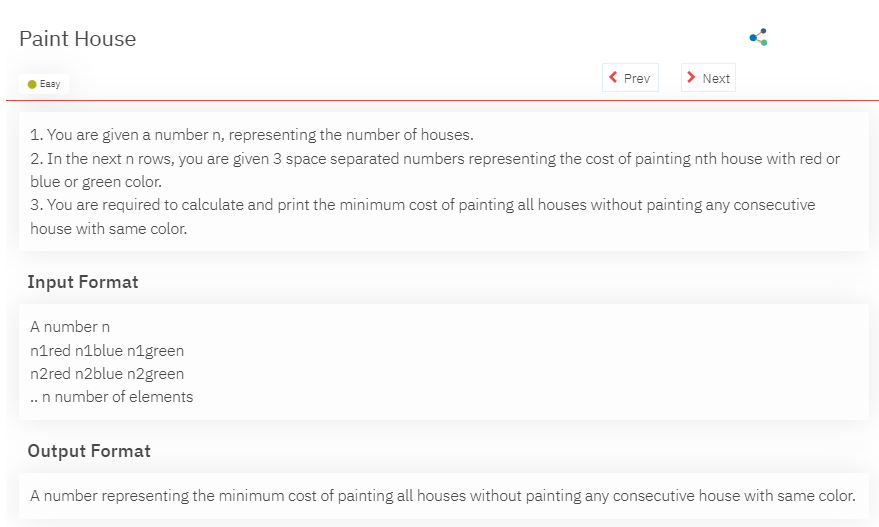 Paint House
Easy
Prev
Next
1. You are given a number n, representing the number of houses.
2. In the next n rows, you are given 3 space separated numbers representing the cost of painting nth house with red or
blue or green color.
3. You are required to calculate and print the minimum cost of painting all houses without painting any consecutive
house with same color.
Input Format
A number n
n1red n1blue n1green
n2red n2blue n2green
.. n number of elements
Output Format
A number representing the minimum cost of painting all houses without painting any consecutive house with same color.